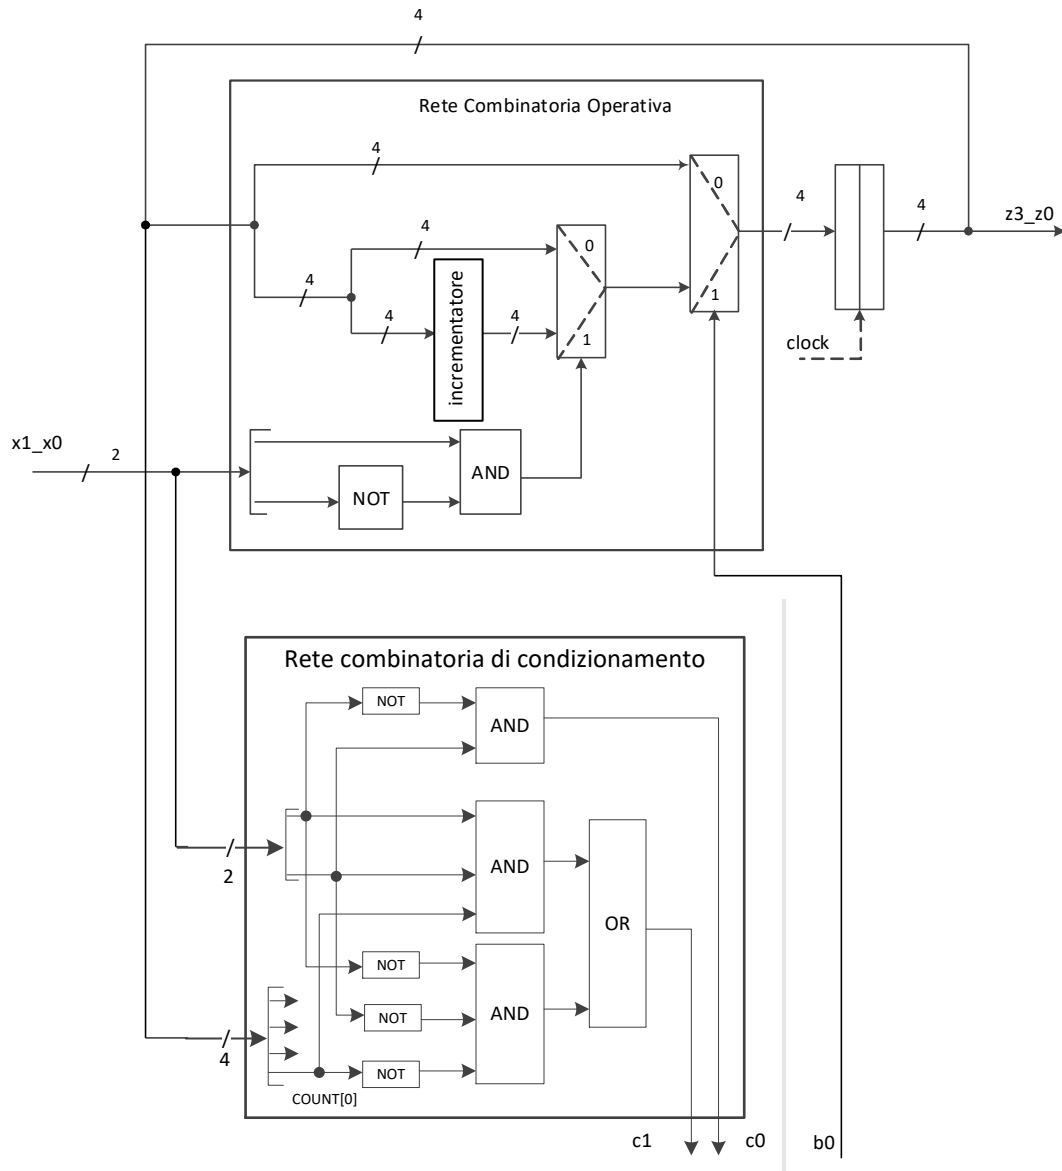 4
Rete Combinatoria Operativa
4
0
4
4
z3_z0
4
0
4
1
4
4
incrementatore
1
clock
x1_x0
2
AND
NOT
Rete combinatoria di condizionamento
NOT
AND
AND
2
OR
NOT
AND
NOT
4
NOT
COUNT[0]
c1
c0
b0